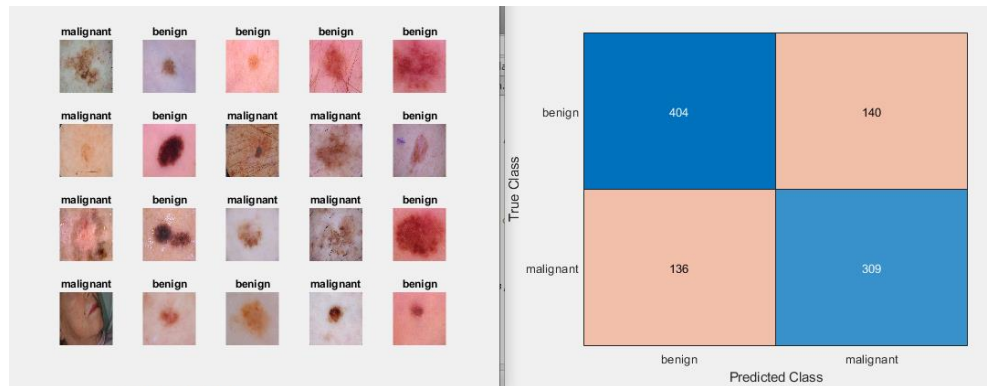 malignant benign benign benign benign
malignant benign malignant malignant benign
malignant benign malignant malignant benign
malignant benign benign malignant benign
True Class
benign
404
140
malignant
136
309
benign malignant
Predicted Class